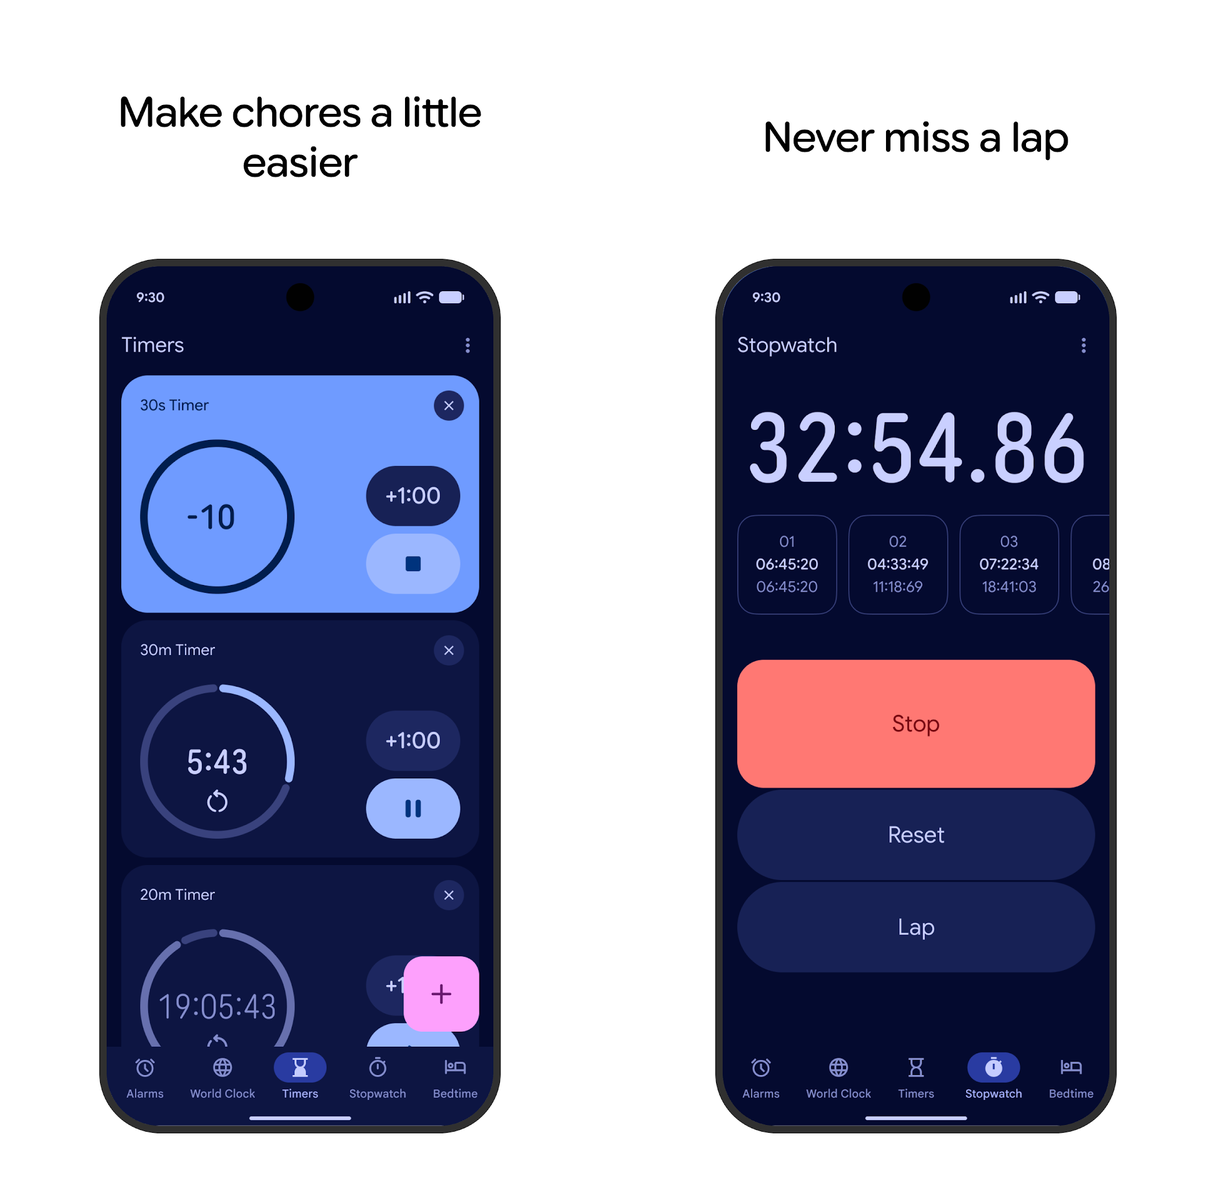 Make chores a little
easier
9:30
Timers
30s Timer
-10
+1:00
30m Timer
5:43
+1:00
20m Timer
19:05:43
+1
Alarms
World Clock
Timers
Stopwatch
Bedtime
Never miss a lap
9:30
Stopwatch
32:54.86
01
06:45:20
06:45:20
02
04:33:49
11:18:69
03
07:22:34
18:41:03
08
26
Stop
Reset
Lap
Alarms
World Clock
Timers
Stopwatch
Bedtime